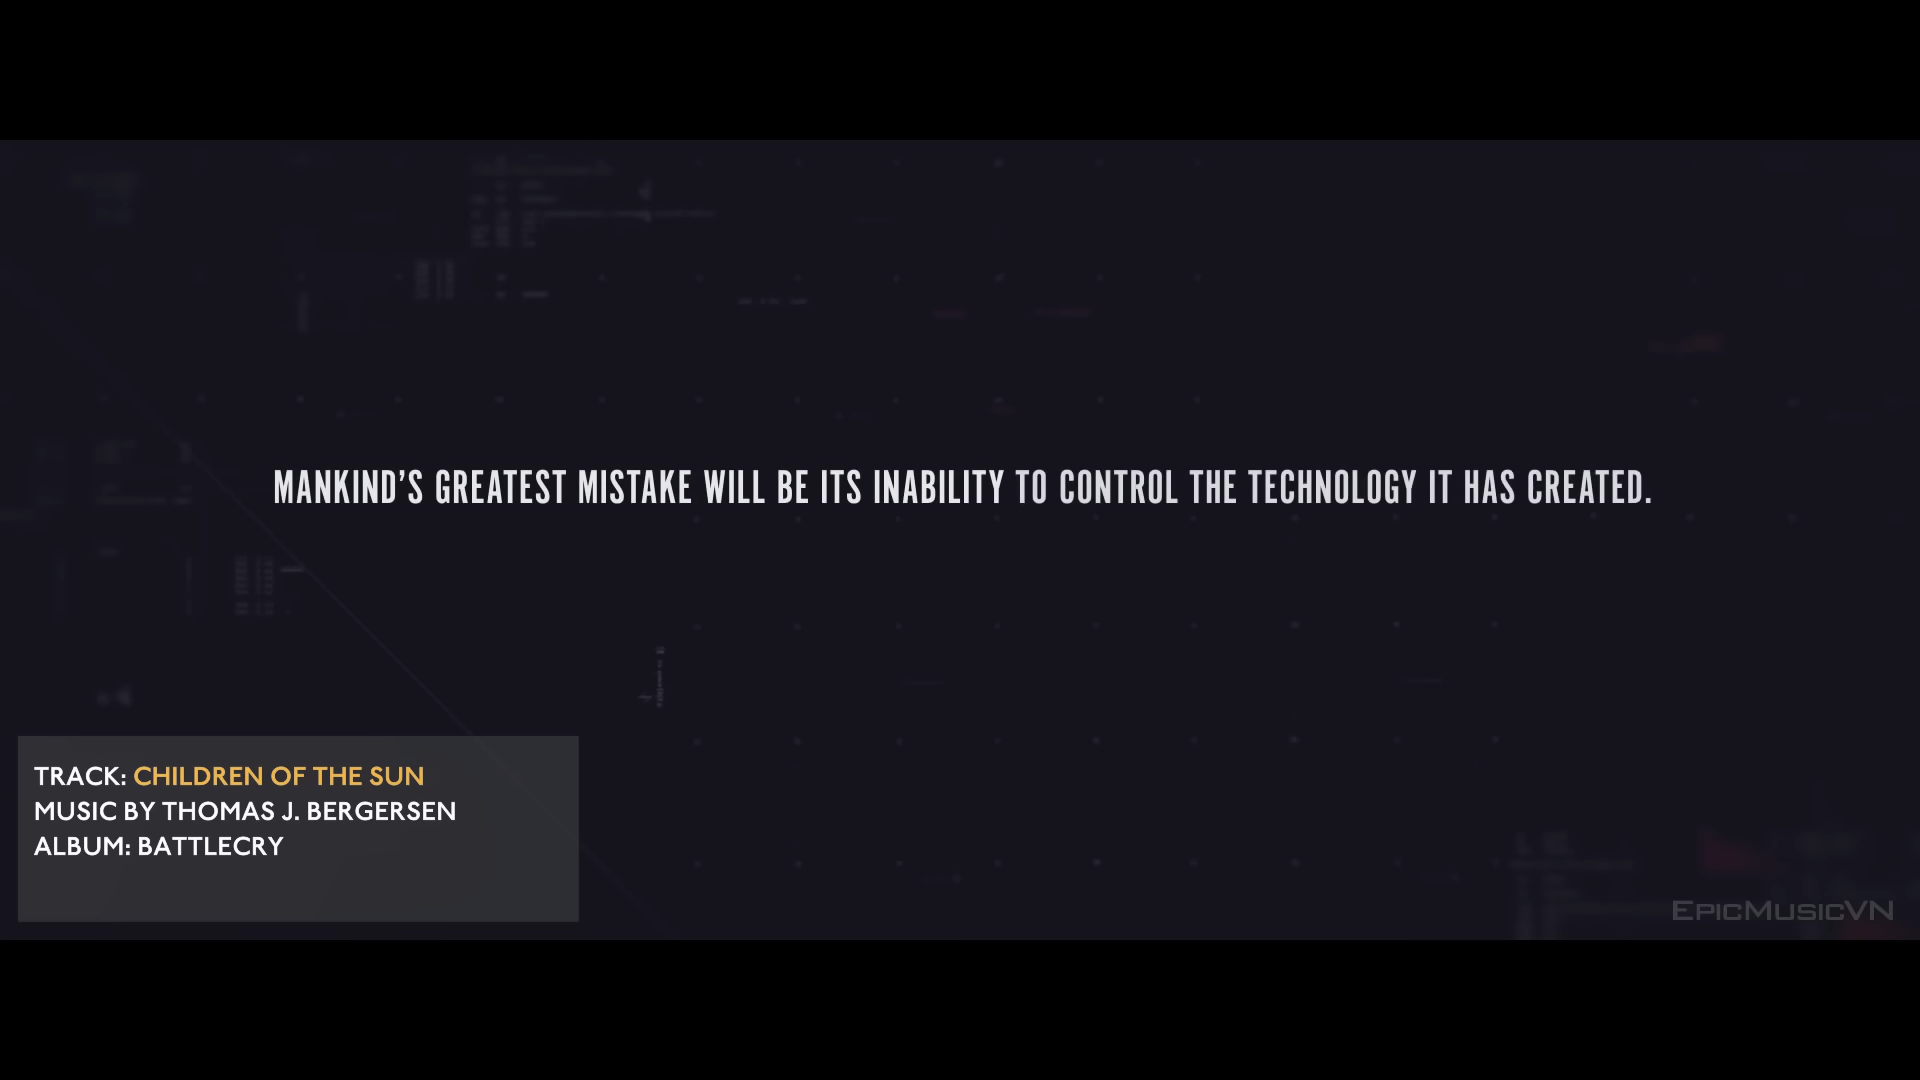 MANKIND'S GREATEST MISTAKE WILL BE ITS INABILITY TO CONTROL THE TECHNOLOGY IT HAS CREATED.
TRACK: CHILDREN OF THE SUN
MUSIC BY THOMAS J. BERGERSEN
ALBUM: BATTLECRY
EPICMUSICVN